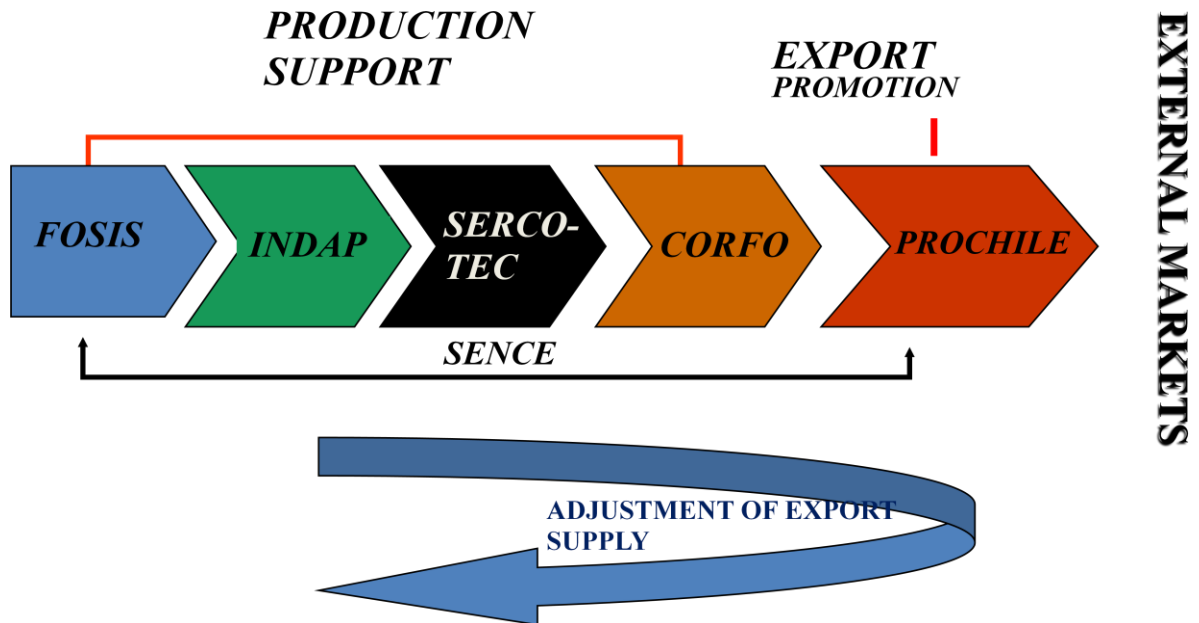 PRODUCTION
SUPPORT
EXPORT
PROMOTION
FOSIS
INDAP
SERCO-
TEC
CORFO
PROCHILE
SENCE
ADJUSTMENT OF EXPORT
SUPPLY
EXTERNAL MARKETS